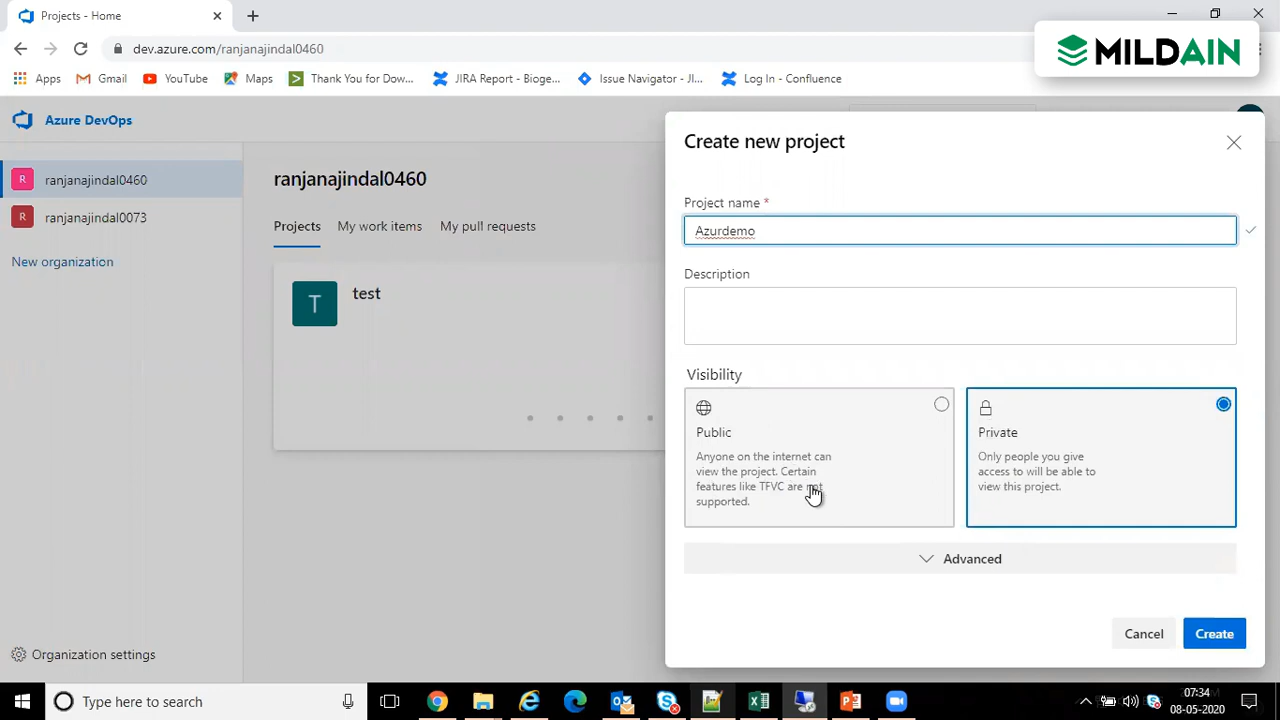 Projects - Home
dev.azure.com/ranjanajindal0460
MILDAIN
Apps
Gmail
YouTube
Maps
Thank You for Dow...
JIRA Report - Bioge...
Issue Navigator - JI...
Log In - Confluence
Azure DevOps
R
ranjanajindal0460
R
ranjanajindal0073
New organization
Organization settings
ranjanajindal0460
Projects
My work items
My pull requests
T
test
Create new project
Project name *
Azurdemo
Description
Visibility
Public
Anyone on the internet can
view the project. Certain
features like TFVC are not
supported.
Private
Only people you give
access to will be able to
view this project.
Advanced
Cancel
Create
Type here to search
07:34
08-05-2020